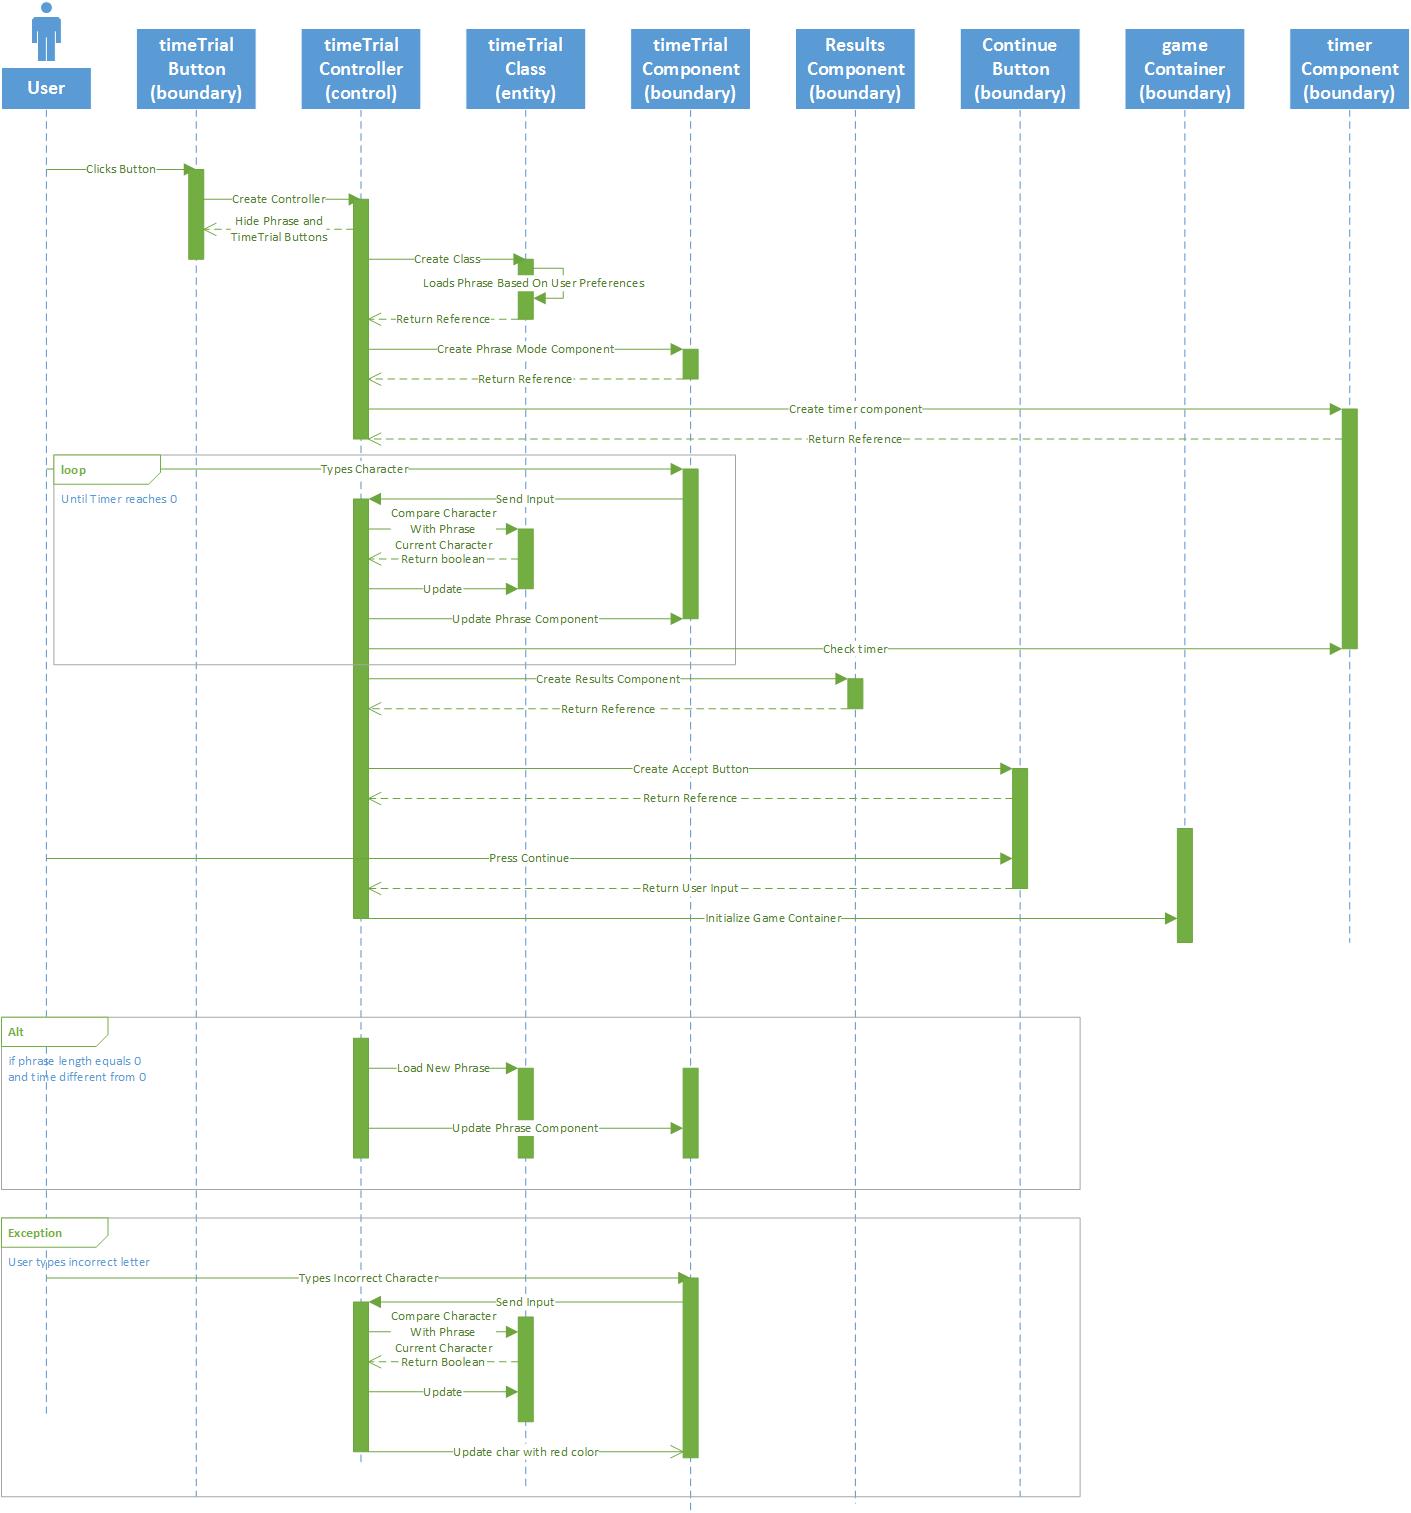 User
timeTrial
Button
(boundary)
timeTrial
Controller
(control)
timeTrial
Class
(entity)
timeTrial
Component
(boundary)
Results
Component
(boundary)
Continue
Button
(boundary)
game
Container
(boundary)
timer
Component
(boundary)
Clicks Button
Create Controller
Hide Phrase and
TimeTrial Buttons
Create Class
Loads Phrase Based On User Preferences
Return Reference
Create Phrase Mode Component
Return Reference
Create timer component
Return Reference
loop
Until Timer reaches 0
Types Character
Send Input
Compare Character
With Phrase
Current Character
Return boolean
Update
Update Phrase Component
Check timer
Create Results Component
Return Reference
Create Accept Button
Return Reference
Press Continue
Return User Input
Initialize Game Container
Alt
if phrase length equals 0
and time different from 0
Load New Phrase
Update Phrase Component
Exception
User types incorrect letter
Types Incorrect Character
Send Input
Compare Character
With Phrase
Current Character
Return Boolean
Update
Update char with red color